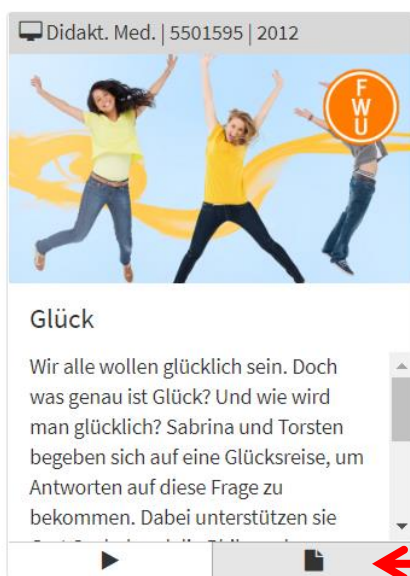 Didakt. Med. | 5501595 | 2012
F
W
U
Glück
Wir alle wollen glücklich sein. Doch
was genau ist Glück? Und wie wird
man glücklich? Sabrina und Torsten
begeben sich auf eine Glücksreise, um
Antworten auf diese Frage zu
bekommen. Dabei unterstützen sie